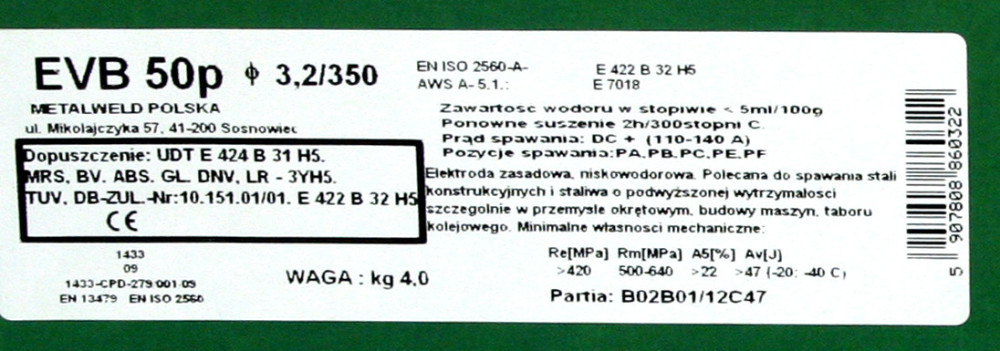 EVB 50p ϕ 3,2/350
METALWELD POLSKA
ul. Mikolajczyka 57, 41-200 Sosnowiec
Dopuszczenie: UDT E 424 B 31 H5.
MRS, BV. ABS. GL. DNV, LR - 3YH5.
TUV, DB-ZUL.-Nr:10.151.01/01. E 422 B 32 H5
CE
1433
09
1433-CPD-279:001:09
EN 13479 EN ISO 2560
WAGA : kg 4.0
EN ISO 2560-A- E 422 B 32 H5
AWS A- 5.1.: E 7018
Zawartosc wodoru w stopiwie < 5ml/100g
Ponowne suszenie 2h/300stopni C.
Prąd spawania: DC + (110-140 A)
Pozycje spawania:PA,PB,PC,PE,PF
Elektroda zasadowa, niskowodorowa. Polecana do spawania stali
konstrukcyjnych i staliwa o podwyższonej wytrzymalosci
szczególnie w przemysle okrętowym, budowy maszyn, taboru
kolejowego. Minimalne własnosci mechaniczne:
Re[MPa] Rm[MPa] A5[%] Av[J]
>420 500-640 >22 >47 (-20; -40 C)
Partia: B02B01/12C47
5 907808 860322